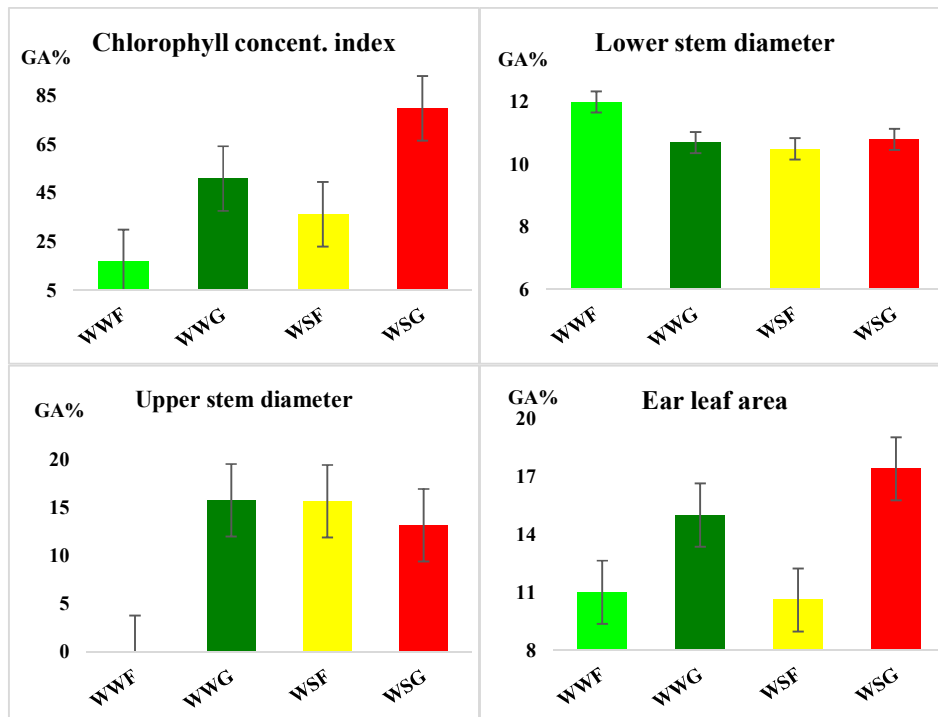 Chlorophyll concent. index
GA%
85
65
45
25
5
WWF WWG WSF WSG
Lower stem diameter
12
10
8
6
WWF WWG WSF WSG
Upper stem diameter
GA%
20
15
10
5
0
WWF WWG WSF WSG
Ear leaf area
GA%
20
17
14
11
8
WWF WWG WSF WSG